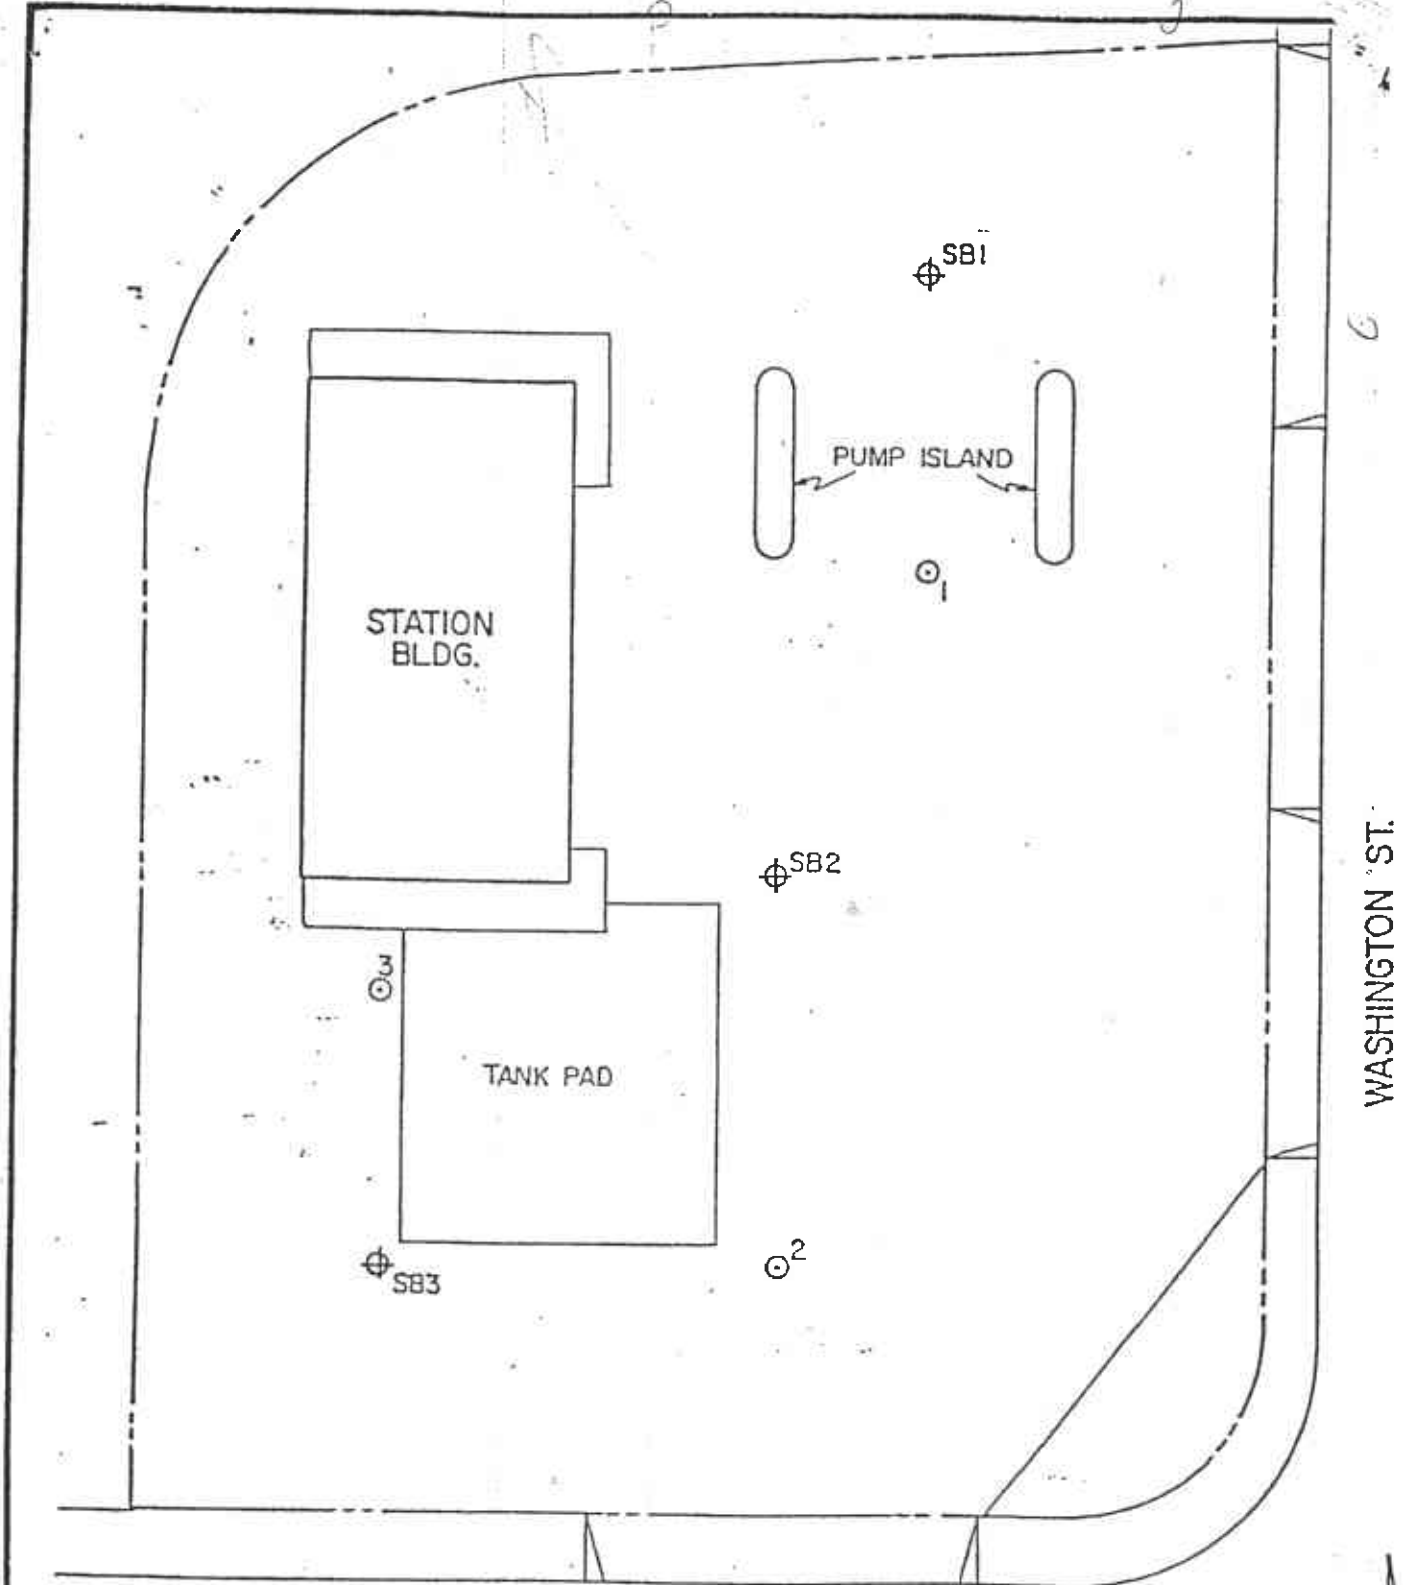 SB1
PUMP ISLAND
1
STATION
BLDG.
SB2
3
TANK PAD
2
SB3
WASHINGTON ST.